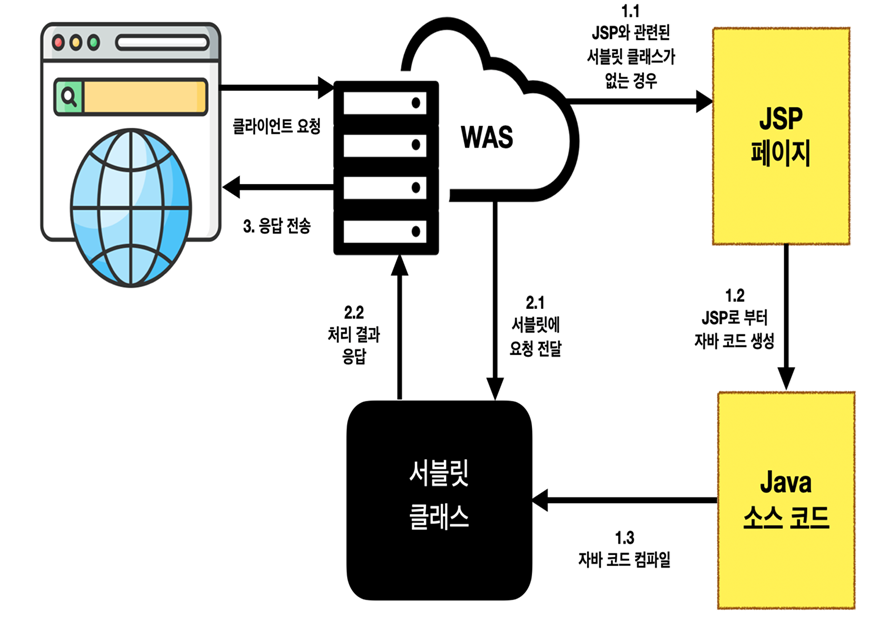 클라이언트 요청
3. 응답 전송
WAS
1.1
JSP와 관련된
서블릿 클래스가
없는 경우
JSP
페이지
1.2
JSP로 부터
자바 코드 생성
Java
소스 코드
1.3
자바 코드 컴파일
서블릿
클래스
2.1
서블릿에
요청 전달
2.2
처리 결과
응답